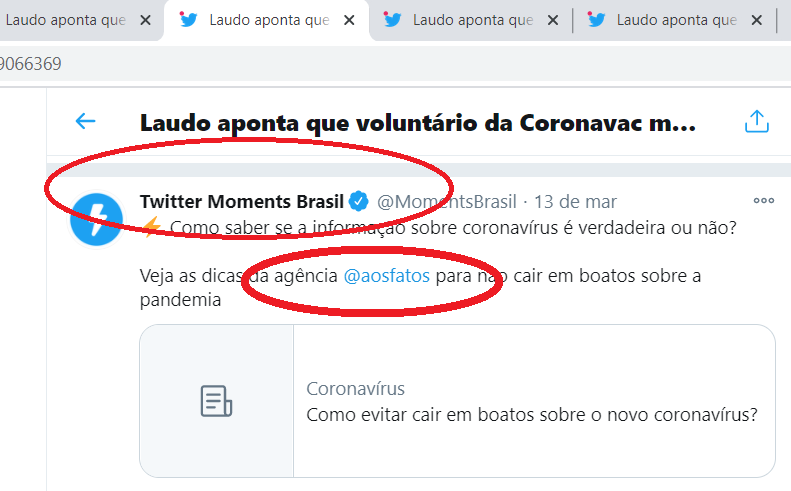 Laudo aponta que
Laudo aponta que
Laudo aponta que
Laudo aponta que
9066369
Laudo aponta que voluntário da Coronavac m...
Twitter Moments Brasil @MomentsBrasil · 13 de mar
⚡ Como saber se a informação sobre coronavírus é verdadeira ou não?
Veja as dicas da agência @aosfatos para não cair em boatos sobre a
pandemia
Coronavírus
Como evitar cair em boatos sobre o novo coronavírus?